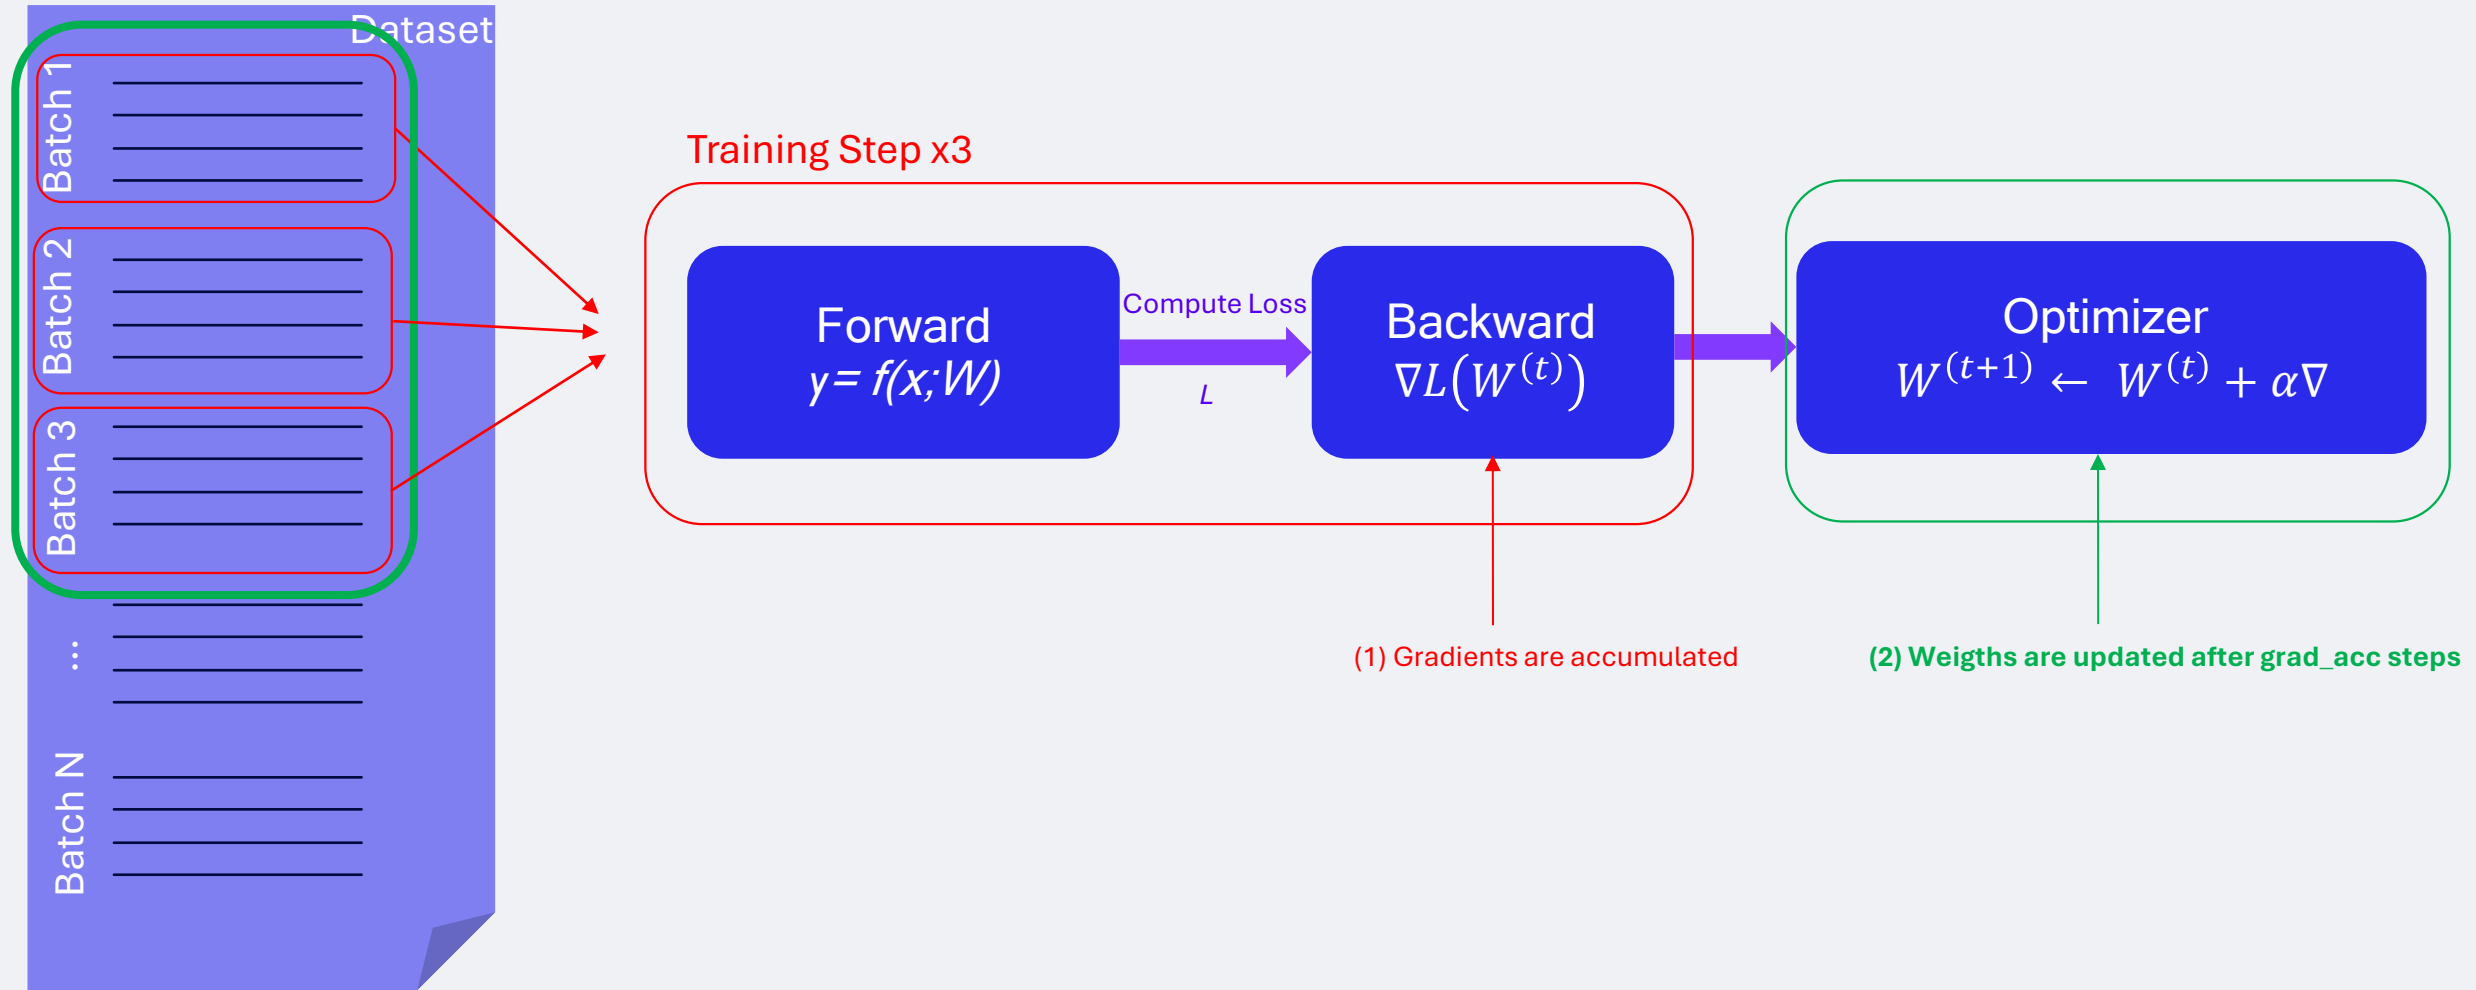 Dataset
Batch 1
Batch 2
Batch 3
...
Batch N
Training Step x3
Forward
y= f(x;W)
Compute Loss
L
Backward
∇L(W^(t))
Optimizer
W^(t+1) ← W^(t) + α∇
(1) Gradients are accumulated
(2) Weigths are updated after grad_acc steps